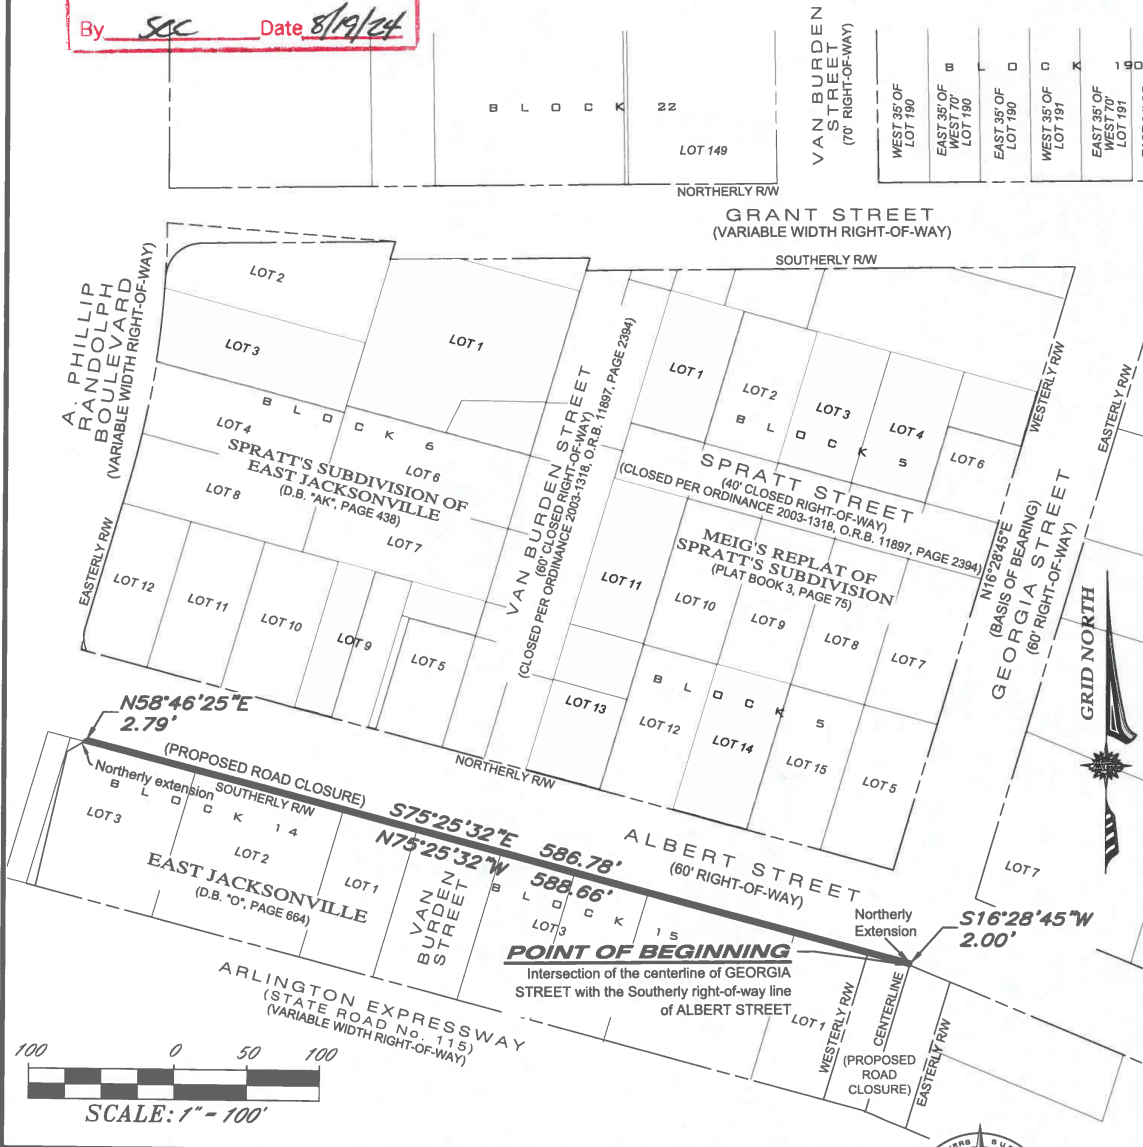 By SCC Date 8/19/24
BLOCK 22
LOT 149
NORTHERLY R/W
VAN BURDEN
STREET
(70' RIGHT-OF-WAY)
BLOCK 190
WEST 35' OF
LOT 190
EAST 35' OF
WEST 70'
LOT 190
EAST 35' OF
LOT 190
WEST 35' OF
LOT 191
EAST 35' OF
WEST 70'
LOT 191
GRANT STREET
(VARIABLE WIDTH RIGHT-OF-WAY)
SOUTHERLY R/W
A. PHILLIP
RANDOLPH
BOULEVARD
(VARIABLE WIDTH RIGHT-OF-WAY)
EASTERLY R/W
LOT 2
LOT 3
LOT 1
BLOCK 6
LOT 4
LOT 6
SPRATT'S SUBDIVISION OF
EAST JACKSONVILLE
(D.B. "AK", PAGE 438)
LOT 8
LOT 7
LOT 12
LOT 11
LOT 10
LOT 9
LOT 5
VAN BURDEN STREET
(60' CLOSED RIGHT-OF-WAY)
(CLOSED PER ORDINANCE 2003-1318, O.R.B. 11897, PAGE 2394)
LOT 1
LOT 2
LOT 3
LOT 4
BLOCK 5
LOT 6
SPRATT STREET
(40' CLOSED RIGHT-OF-WAY)
(CLOSED PER ORDINANCE 2003-1318, O.R.B. 11897, PAGE 2394)
MEIG'S REPLAT OF
SPRATT'S SUBDIVISION
(PLAT BOOK 3, PAGE 75)
LOT 11
LOT 10
LOT 9
LOT 8
LOT 7
BLOCK 5
LOT 13
LOT 12
LOT 14
LOT 15
LOT 5
WESTERLY R/W
EASTERLY R/W
N16°28'45"E
(BASIS OF BEARING)
GEORGIA STREET
(60' RIGHT-OF-WAY)
GRID NORTH
N58°46'25"E
2.79'
(PROPOSED ROAD CLOSURE)
NORTHERLY R/W
Northerly extension
SOUTHERLY R/W
BLOCK 14
LOT 3
LOT 2
LOT 1
EAST JACKSONVILLE
(D.B. "O", PAGE 664)
S75°25'32"E 586.78'
N75°25'32"W 588.66'
ALBERT STREET
(60' RIGHT-OF-WAY)
VAN
BURDEN
STREET
BLOCK 15
LOT 3
LOT 7
Northerly
Extension
S16°28'45"W
2.00'
POINT OF BEGINNING
Intersection of the centerline of GEORGIA
STREET with the Southerly right-of-way line
of ALBERT STREET
LOT 1
WESTERLY R/W
CENTERLINE
(PROPOSED
ROAD
CLOSURE)
EASTERLY R/W
ARLINGTON EXPRESSWAY
(STATE ROAD No. 115)
(VARIABLE WIDTH RIGHT-OF-WAY)
100 0 50 100
SCALE: 1" = 100'